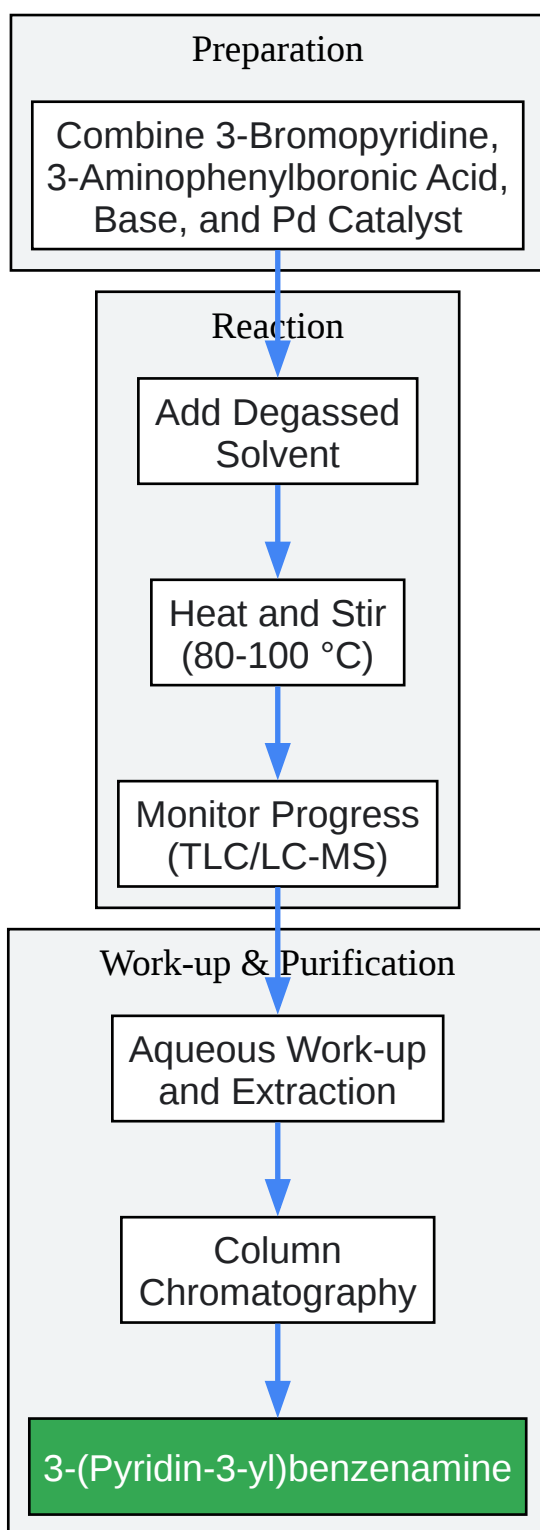 Preparation
Combine 3-Bromopyridine,
3-Aminophenylboronic Acid,
Base, and Pd Catalyst
Reaction
Add Degassed
Solvent
Heat and Stir
(80-100 °C)
Monitor Progress
(TLC/LC-MS)
Work-up & Purification
Aqueous Work-up
and Extraction
Column
Chromatography
3-(Pyridin-3-yl)benzenamine